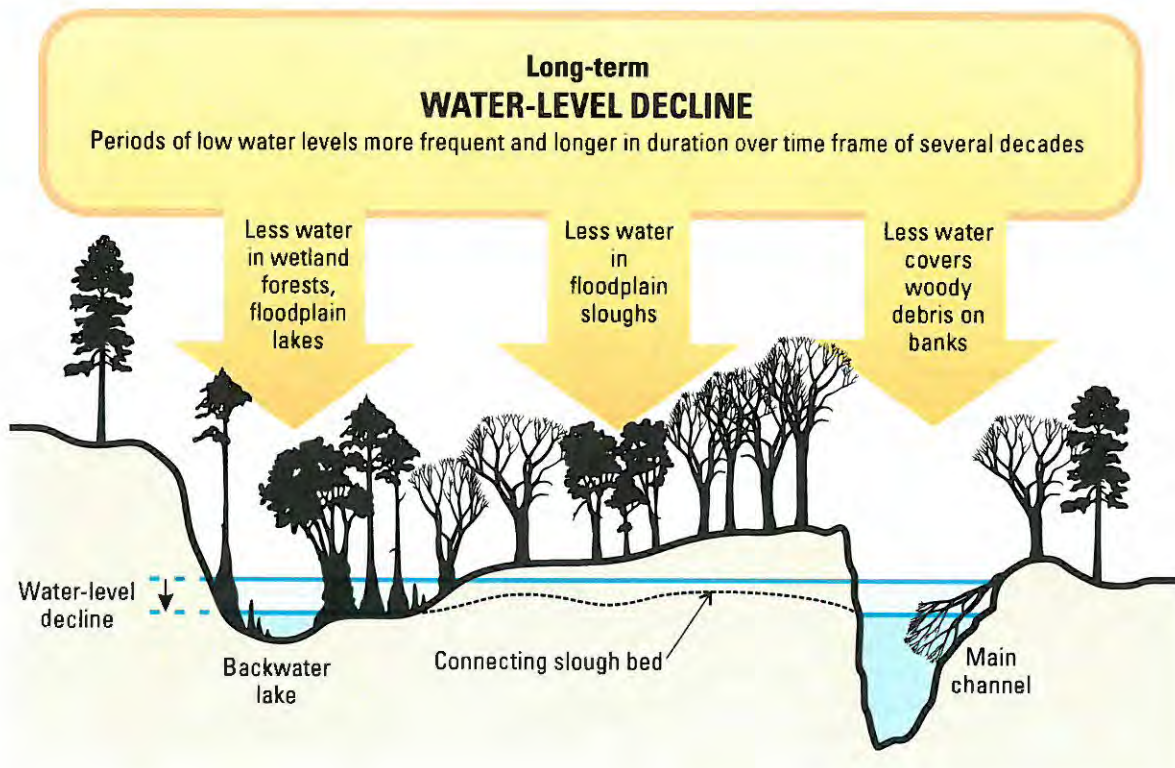 Long-term
WATER-LEVEL DECLINE
Periods of low water levels more frequent and longer in duration over time frame of several decades
Less water
in wetland
forests,
floodplain
lakes
Less water
in
floodplain
sloughs
Less water
covers
woody
debris on
banks
Water-level
decline
Backwater
lake
Connecting slough bed
Main
channel